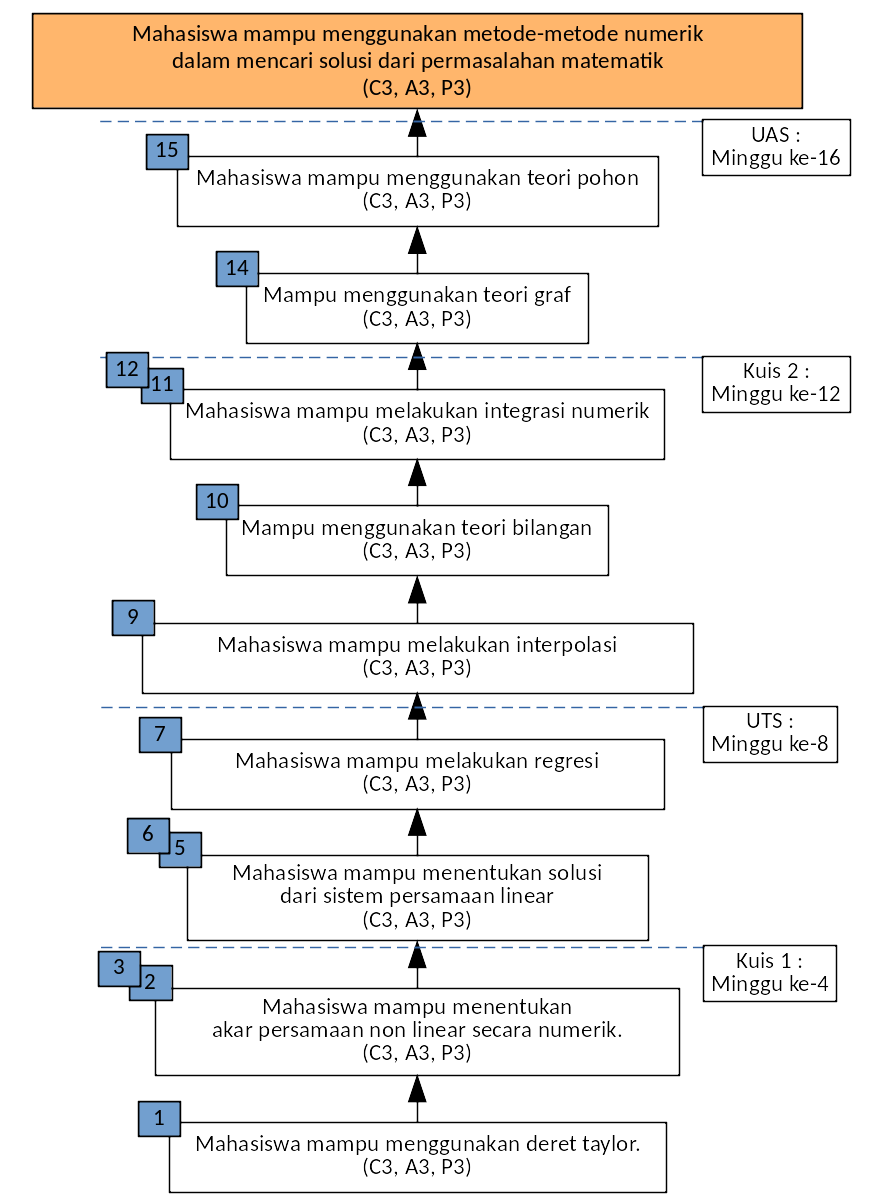 Mahasiswa mampu menggunakan metode-metode numerik
dalam mencari solusi dari permasalahan matematik
(C3, A3, P3)
UAS :
Minggu ke-16
15
Mahasiswa mampu menggunakan teori pohon
(C3, A3, P3)
14
Mampu menggunakan teori graf
(C3, A3, P3)
12
11
Kuis 2 :
Minggu ke-12
Mahasiswa mampu melakukan integrasi numerik
(C3, A3, P3)
10
Mampu menggunakan teori bilangan
(C3, A3, P3)
9
Mahasiswa mampu melakukan interpolasi
(C3, A3, P3)
UTS :
Minggu ke-8
7
Mahasiswa mampu melakukan regresi
(C3, A3, P3)
6
5
Mahasiswa mampu menentukan solusi
dari sistem persamaan linear
(C3, A3, P3)
Kuis 1 :
Minggu ke-4
3
2
Mahasiswa mampu menentukan
akar persamaan non linear secara numerik.
(C3, A3, P3)
1
Mahasiswa mampu menggunakan deret taylor.
(C3, A3, P3)